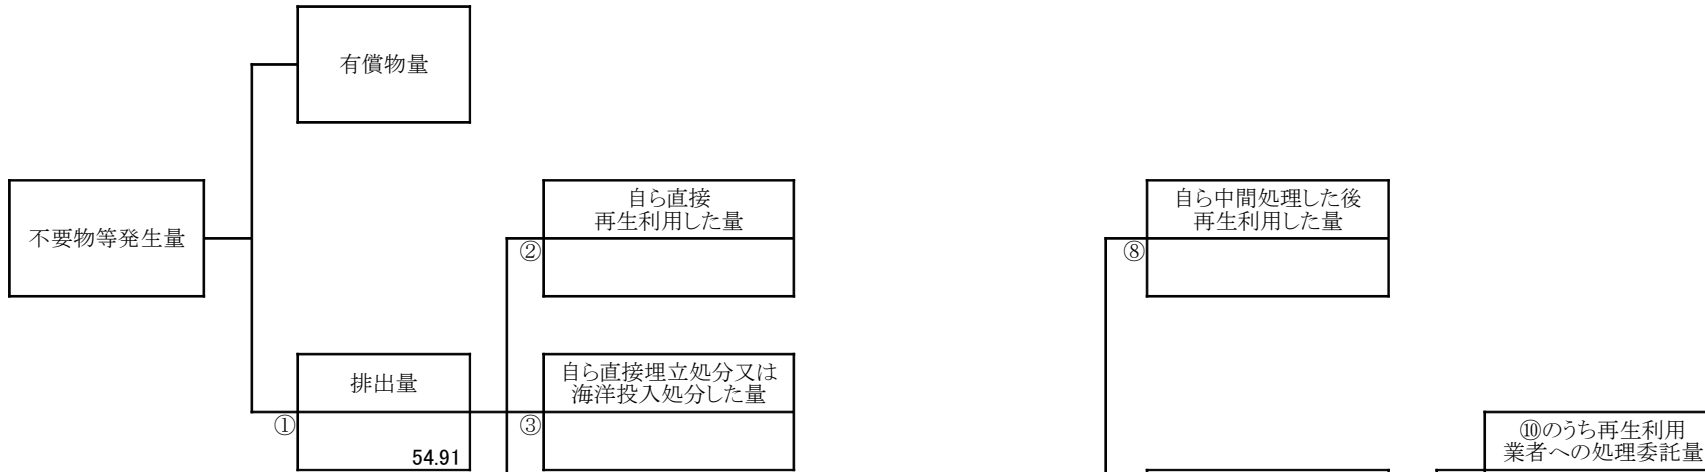 有償物量
不要物等発生量
自ら直接
再生利用した量
②
自ら中間処理した後
再生利用した量
⑧
排出量
①
54.91
自ら直接埋立処分又は
海洋投入処分した量
③
⑩のうち再生利用
業者への処理委託量